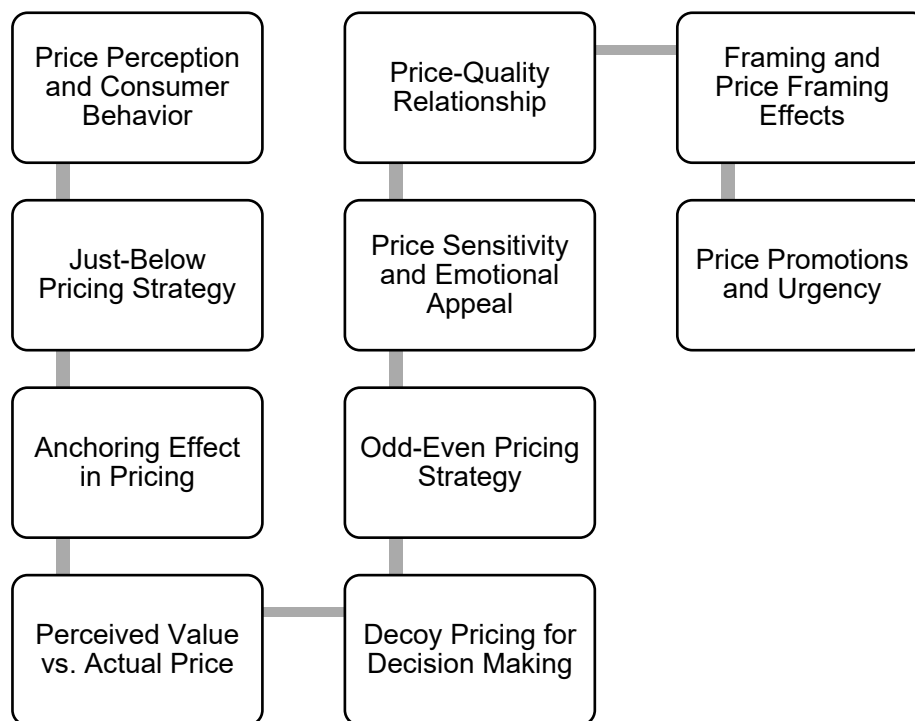 Price Perception
and Consumer
Behavior
Just-Below
Pricing Strategy
Anchoring Effect
in Pricing
Perceived Value
vs. Actual Price
Decoy Pricing for
Decision Making
Odd-Even Pricing
Strategy
Price Sensitivity
and Emotional
Appeal
Price-Quality
Relationship
Framing and
Price Framing
Effects
Price Promotions
and Urgency